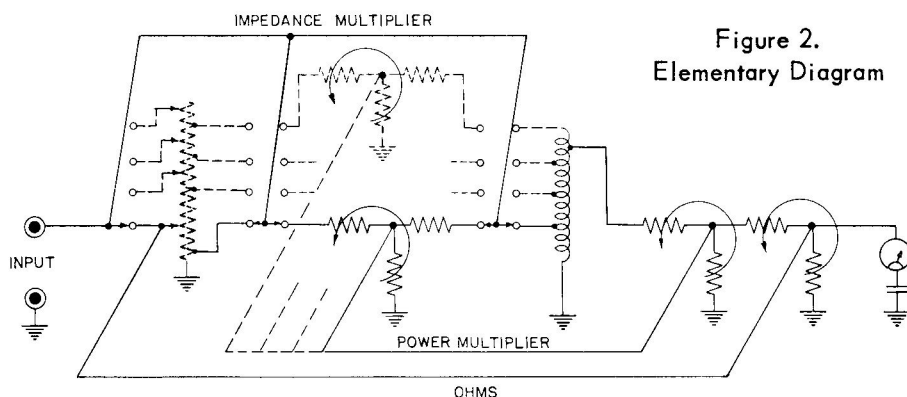 IMPEDANCE MULTIPLIER
Figure 2.
Elementary Diagram
INPUT
POWER MULTIPLIER
OHMS